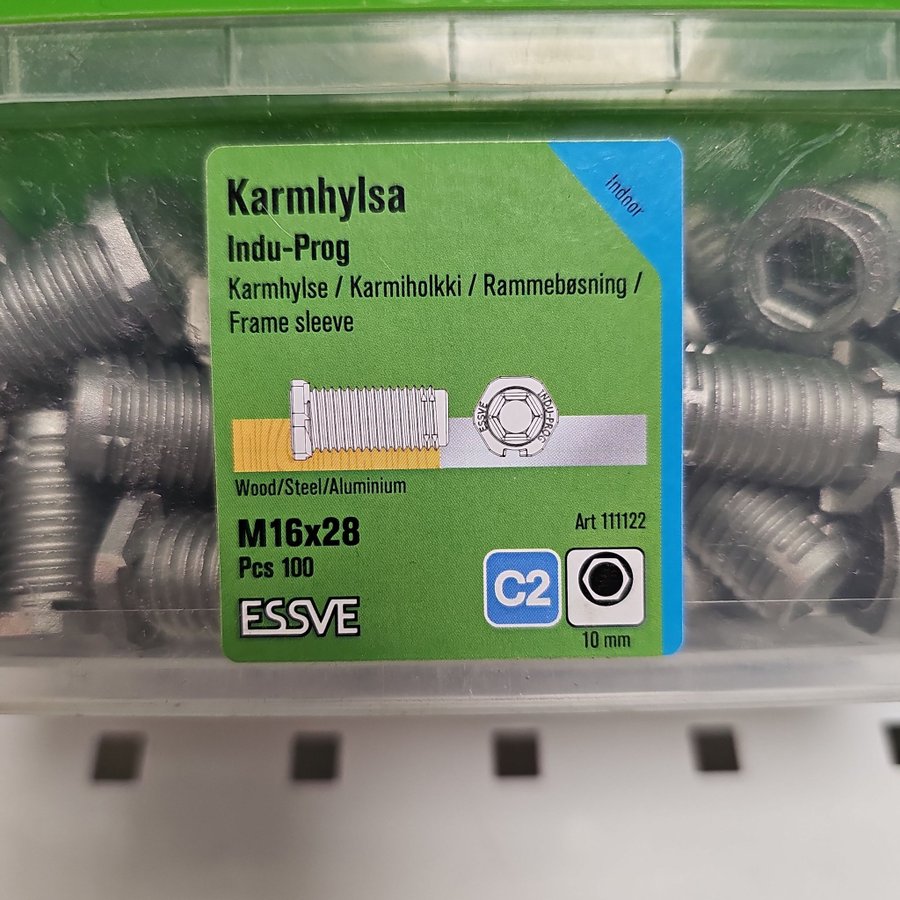 Karmhylsa
Indoor
Indu-Prog
Karmhylse / Karmiholkki / Rammebøsning /
Frame sleeve
ESSVE INDU-PROG
Wood/Steel/Aluminium
M16x28
Art 111122
Pcs 100
C2
ESSVE
10 mm